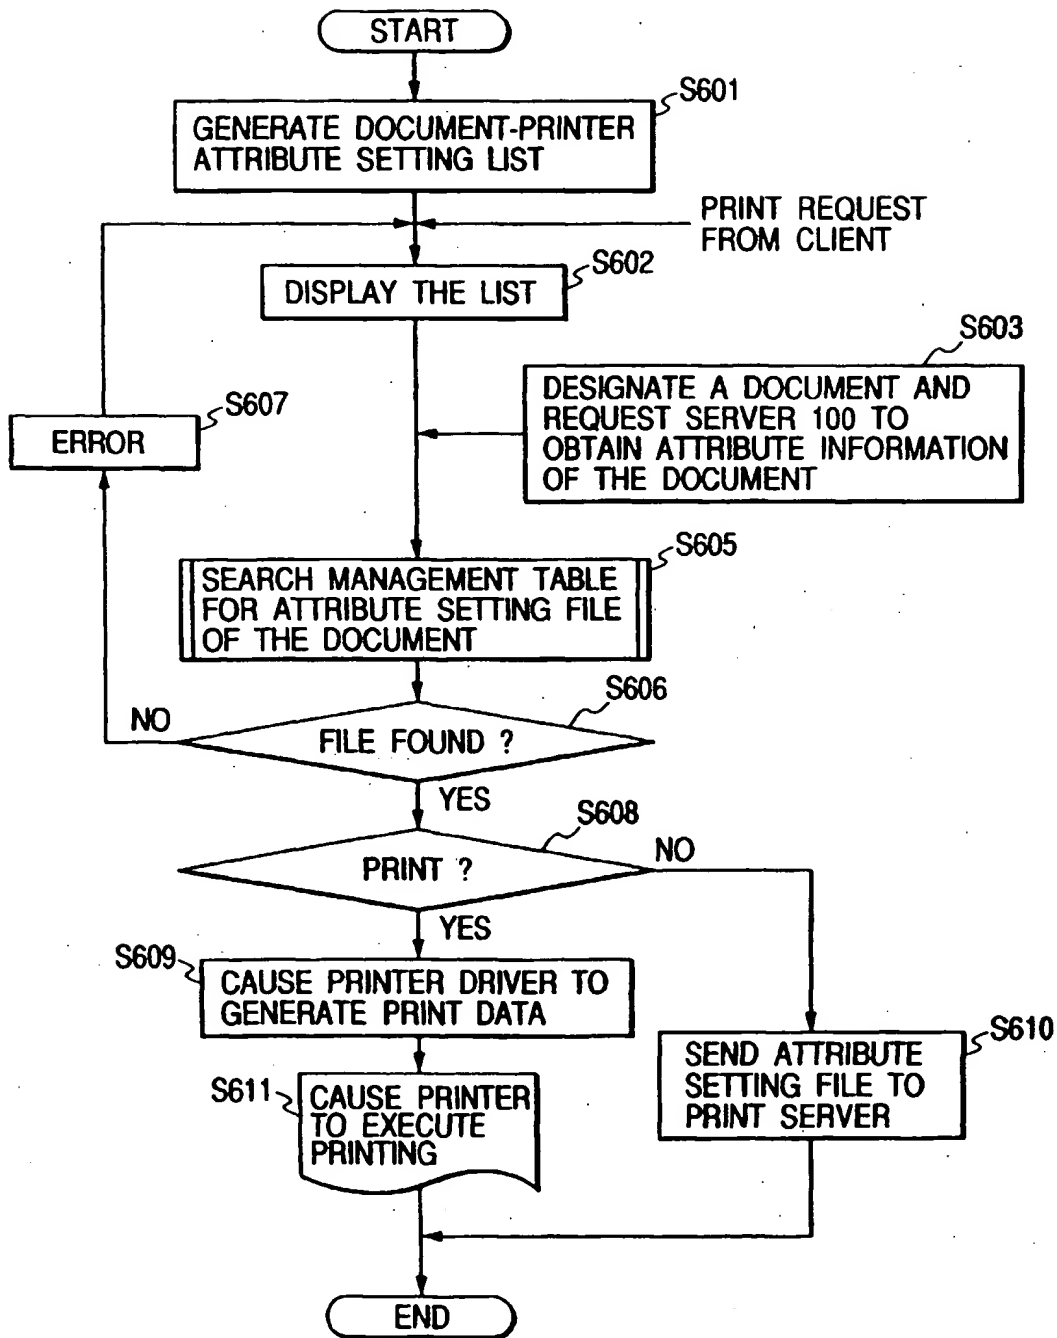 START
S601
GENERATE DOCUMENT-PRINTER
ATTRIBUTE SETTING LIST
PRINT REQUEST
FROM CLIENT
S602
DISPLAY THE LIST
S603
DESIGNATE A DOCUMENT AND
REQUEST SERVER 100 TO
OBTAIN ATTRIBUTE INFORMATION
OF THE DOCUMENT
S607
ERROR
S605
SEARCH MANAGEMENT TABLE
FOR ATTRIBUTE SETTING FILE
OF THE DOCUMENT
S606
NO
FILE FOUND ?
YES
S608
PRINT ?
NO
YES
S609
CAUSE PRINTER DRIVER TO
GENERATE PRINT DATA
S610
SEND ATTRIBUTE
SETTING FILE TO
PRINT SERVER
S611
CAUSE PRINTER
TO EXECUTE
PRINTING
END